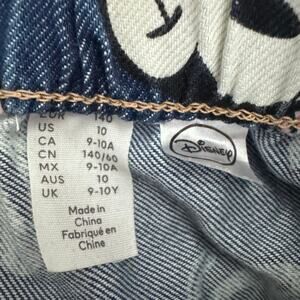 EUR 140
US 10
CA 9-10A
CN 140/60
MX 9-10A
AUS 10
UK 9-10Y
Made in
China
Fabriqué en
Chine
Disney